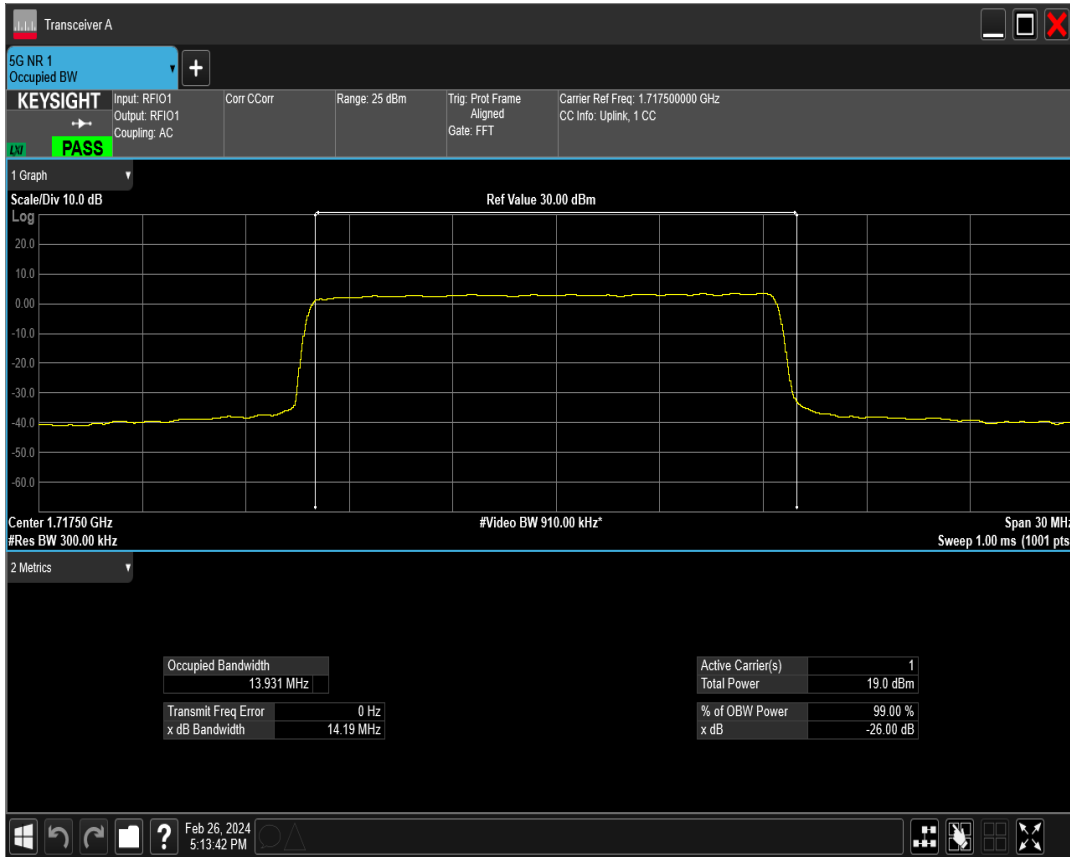 Transceiver A
5G NR 1
Occupied BW
KEYSIGHT
LXI
PASS
Input: RFIO1
Output: RFIO1
Coupling: AC
Corr CCorr
Range: 25 dBm
Trig: Prot Frame
Aligned
Gate: FFT
Carrier Ref Freq: 1.717500000 GHz
CC Info: Uplink, 1 CC
1 Graph
Scale/Div 10.0 dB
Ref Value 30.00 dBm
Log
20.0
10.0
0.00
-10.0
-20.0
-30.0
-40.0
-50.0
-60.0
Center 1.71750 GHz
#Video BW 910.00 kHz*
Span 30 MHz
#Res BW 300.00 kHz
Sweep 1.00 ms (1001 pts
2 Metrics
Occupied Bandwidth
13.931 MHz
Transmit Freq Error 0 Hz
x dB Bandwidth 14.19 MHz
Active Carrier(s) 1
Total Power 19.0 dBm
% of OBW Power 99.00 %
x dB -26.00 dB
?
Feb 26, 2024
5:13:42 PM